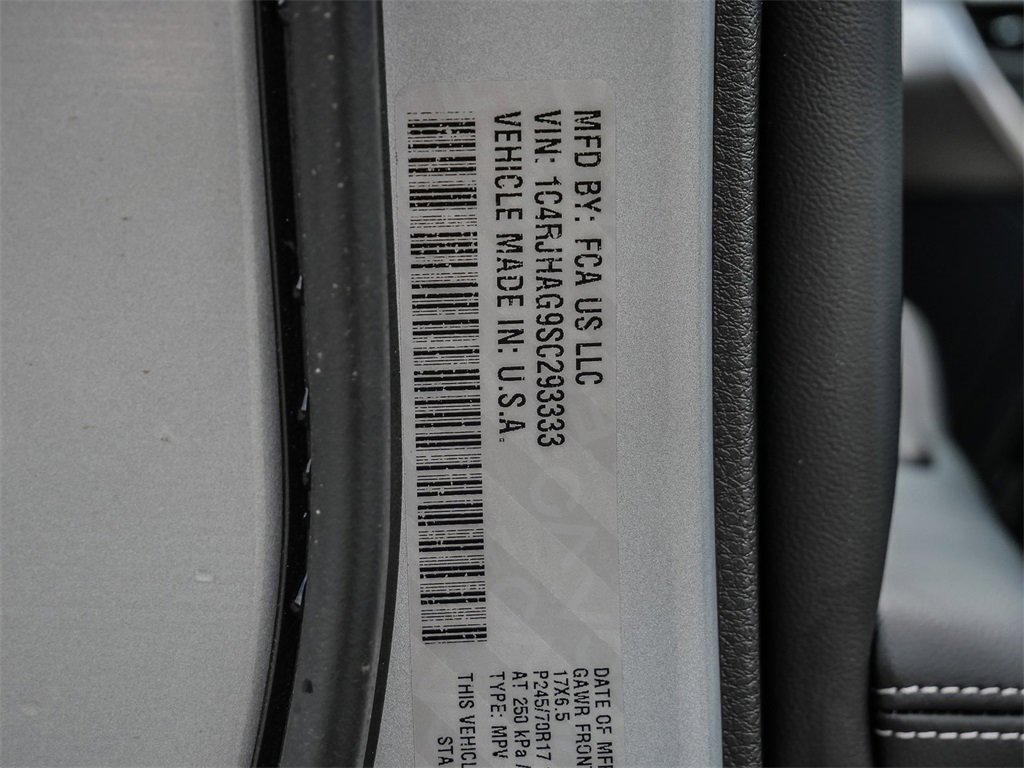 MFD BY: FCA US LLC
VIN: 1C4RJHAG9SC293333
VEHICLE MADE IN: U.S.A.
DATE OF MFR
GAWR FRONT
17X6.5
P245/70R17
AT 250 kPa
TYPE: MPV
THIS VEHICL
STA